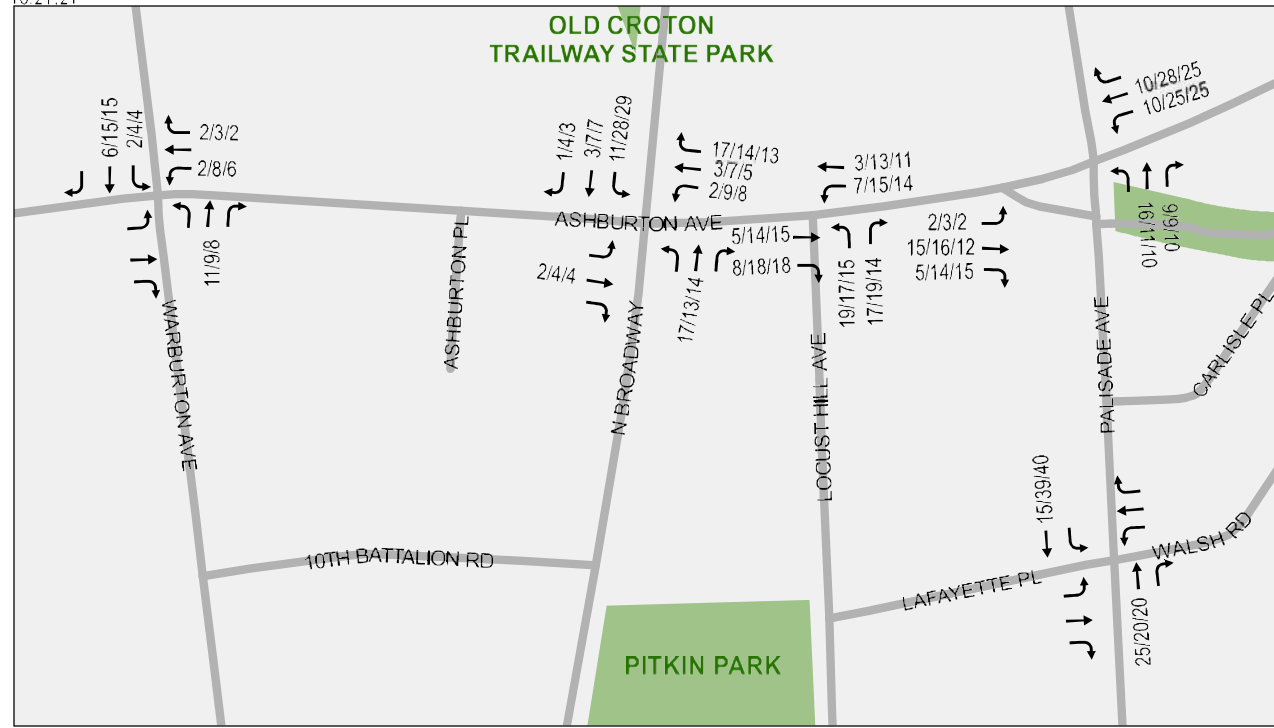 OLD CROTON
TRAILWAY STATE PARK
6/15/15
2/4/4
2/3/2
2/8/6
11/9/8
1/4/3
3/7/7
11/28/29
17/14/13
3/7/5
2/9/8
3/13/11
7/15/14
10/28/25
10/25/25
ASHBURTON AVE
5/14/15
8/18/18
2/4/4
17/13/14
19/17/15
17/19/14
2/3/2
15/16/12
5/14/15
16/11/10
9/9/10
WARBURTON AVE
ASHBURTON PL
N BROADWAY
LOCUST HILL AVE
PALISADE AVE
CARLISLE PL
15/39/40
10TH BATTALION RD
LAFAYETTE PL
WALSH RD
25/20/20
PITKIN PARK